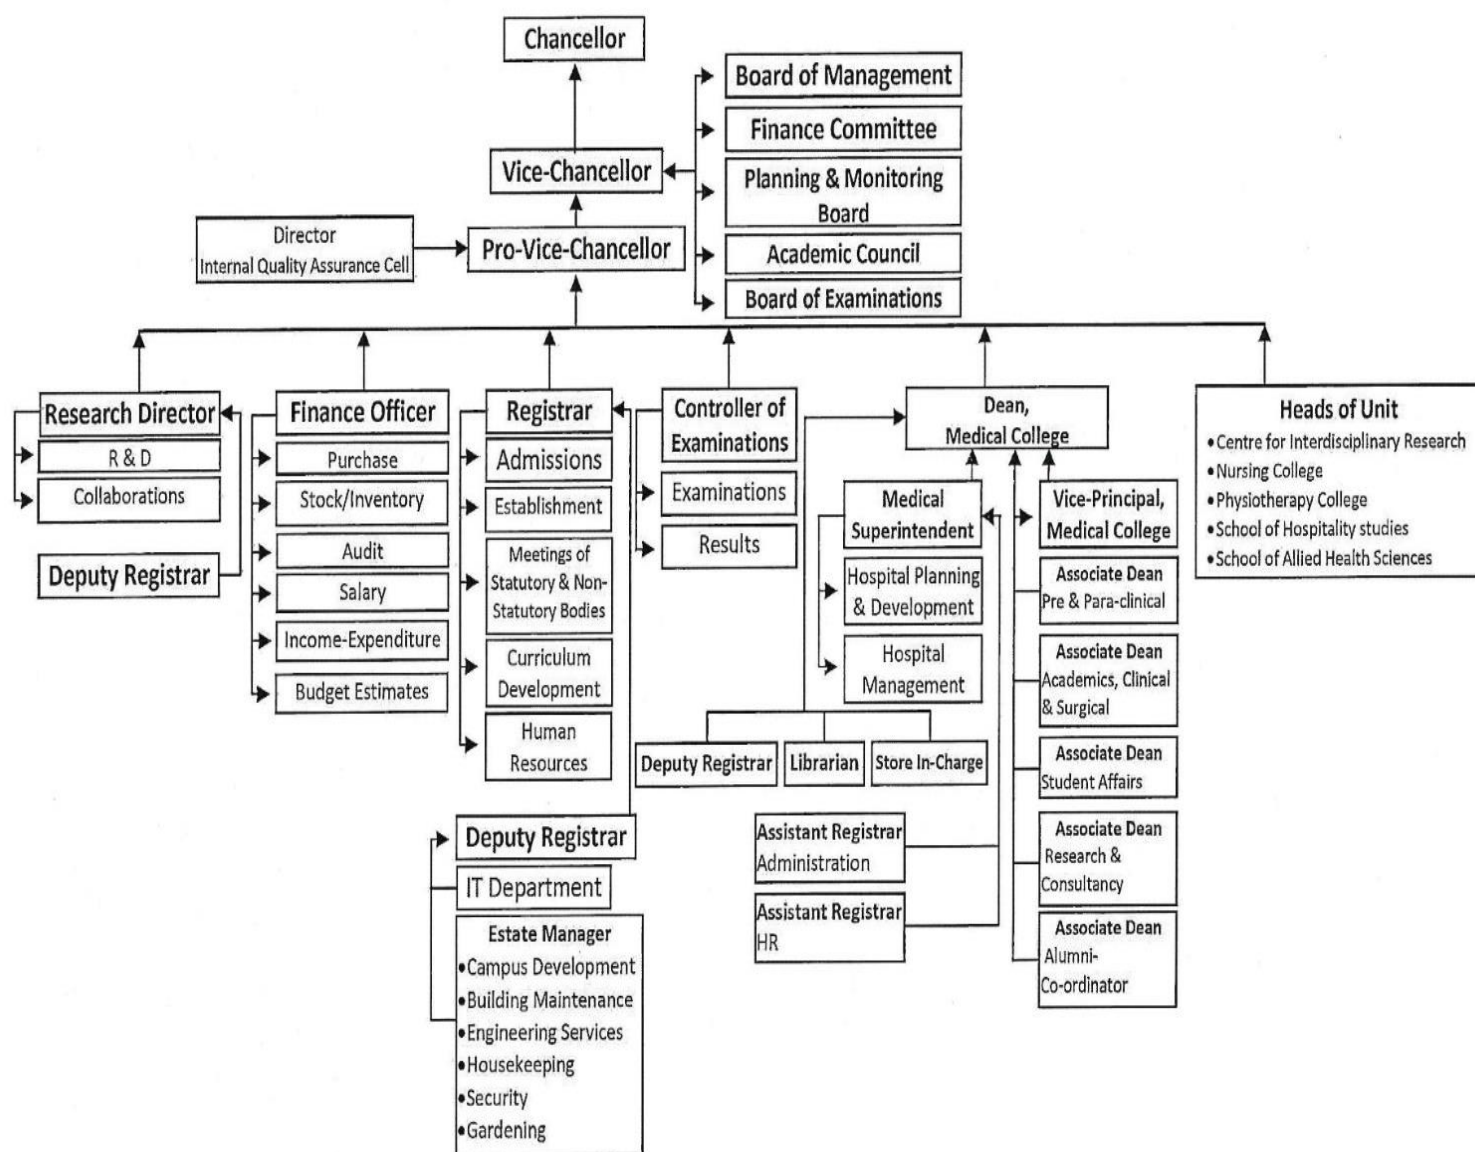 Chancellor
Board of Management
Finance Committee
Vice-Chancellor
Planning & Monitoring
Board
Director
Internal Quality Assurance Cell
Pro-Vice-Chancellor
Academic Council
Board of Examinations
Research Director
R & D
Collaborations
Deputy Registrar
Finance Officer
Purchase
Stock/Inventory
Audit
Salary
Income-Expenditure
Budget Estimates
Registrar
Admissions
Establishment
Meetings of
Statutory & Non-
Statutory Bodies
Curriculum
Development
Human
Resources
Deputy Registrar
IT Department
Estate Manager
•Campus Development
•Building Maintenance
•Engineering Services
•Housekeeping
•Security
•Gardening
Controller of
Examinations
Examinations
Results
Dean,
Medical College
Medical
Superintendent
Hospital Planning
& Development
Hospital
Management
Deputy Registrar
Librarian
Store In-Charge
Assistant Registrar
Administration
Assistant Registrar
HR
Vice-Principal,
Medical College
Associate Dean
Pre & Para-clinical
Associate Dean
Academics, Clinical
& Surgical
Associate Dean
Student Affairs
Associate Dean
Research &
Consultancy
Associate Dean
Alumni-
Co-ordinator
Heads of Unit
•Centre for Interdisciplinary Research
•Nursing College
•Physiotherapy College
•School of Hospitality studies
•School of Allied Health Sciences